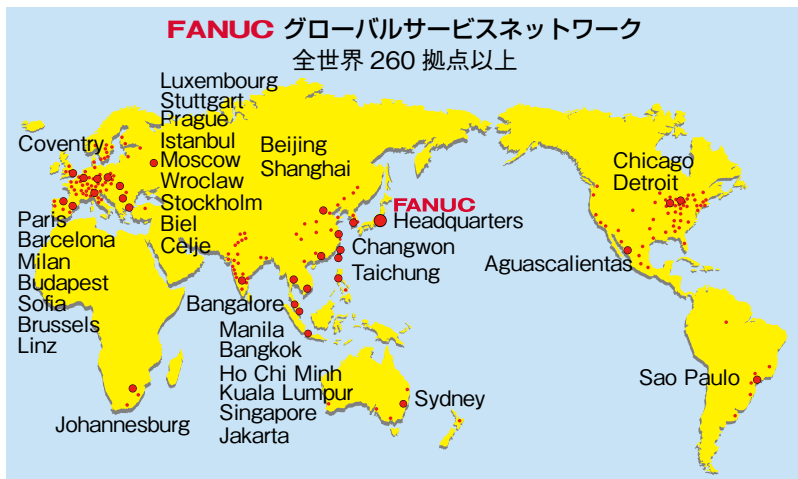 FANUC グローバルサービスネットワーク
全世界 260 拠点以上
Luxembourg
Stuttgart
Prague
Istanbul
Moscow
Wroclaw
Stockholm
Biel
Celje
Coventry
Beijing
Shanghai
Chicago
Detroit
FANUC
Headquarters
Paris
Barcelona
Milan
Budapest
Sofia
Brussels
Linz
Changwon
Taichung
Aguascalientas
Bangalore
Manila
Bangkok
Ho Chi Minh
Kuala Lumpur
Singapore
Jakarta
Sao Paulo
Sydney
Johannesburg